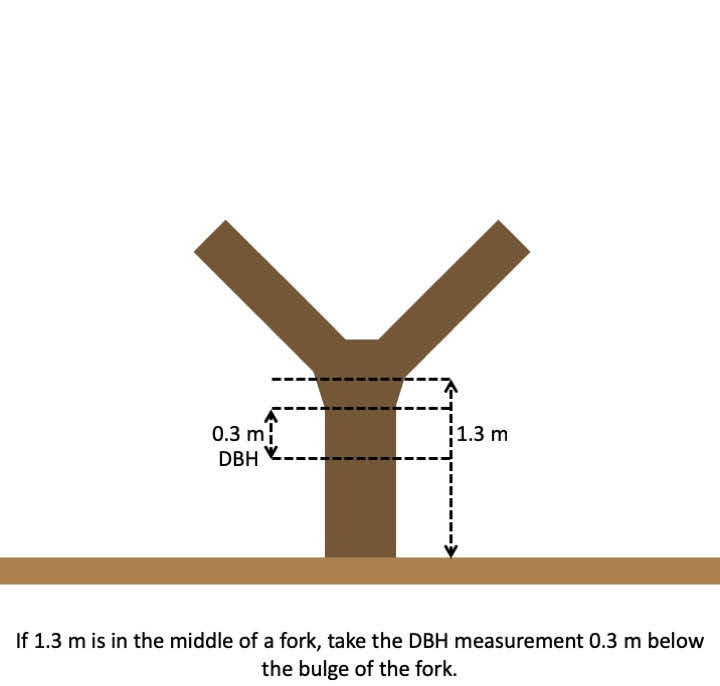 0.3 m
DBH
1.3 m
If 1.3 m is in the middle of a fork, take the DBH measurement 0.3 m below
the bulge of the fork.